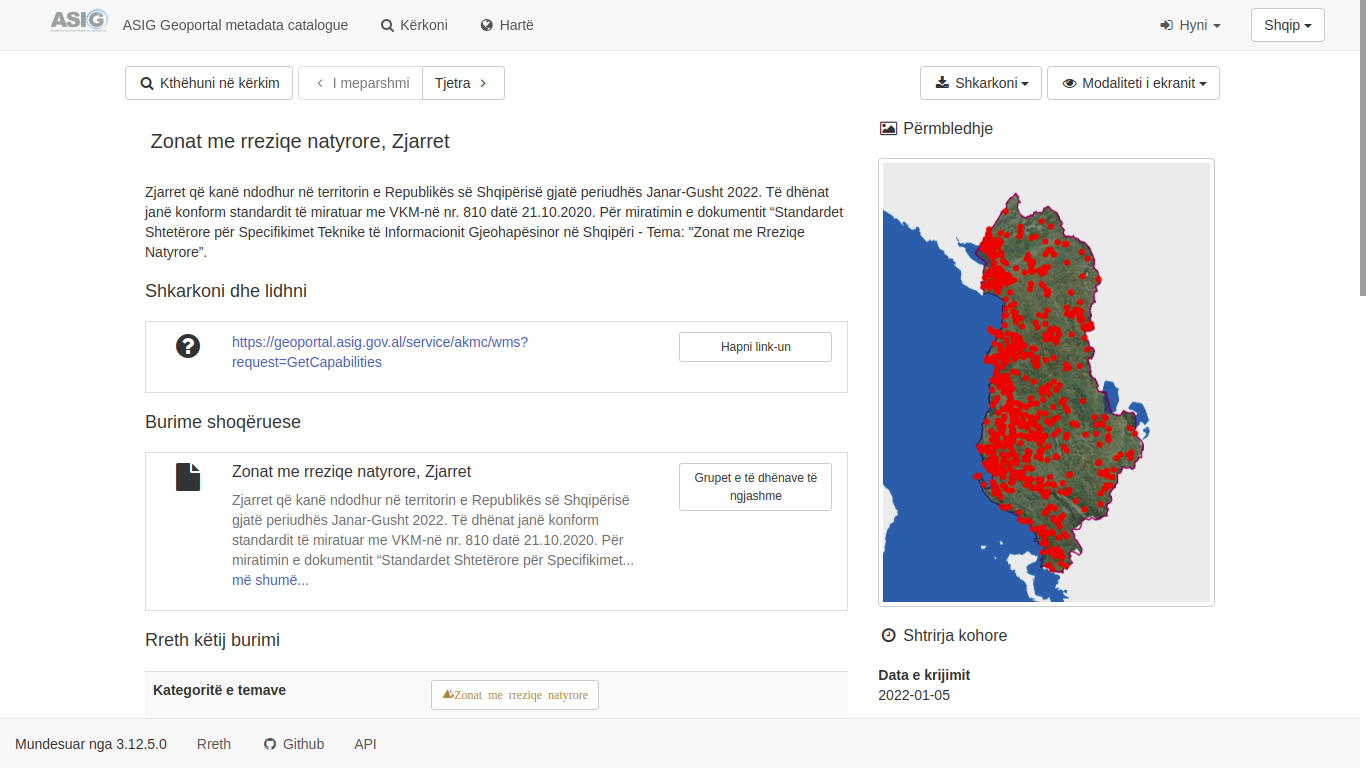 ASIG ASIG Geoportal metadata catalogue Kërkoni Hartë Hyni Shqip
Kthëhuni në kërkim I meparshmi Tjetra Shkarkoni Modaliteti i ekranit
Zonat me rreziqe natyrore, Zjarret
Zjarret që kanë ndodhur në territorin e Republikës së Shqipërisë gjatë periudhës Janar-Gusht 2022. Të dhënat
janë konform standardit të miratuar me VKM-në nr. 810 datë 21.10.2020. Për miratimin e dokumentit “Standardet
Shtetërore për Specifikimet Teknike të Informacionit Gjeohapësinor në Shqipëri - Tema: "Zonat me Rreziqe
Natyrore”.
Shkarkoni dhe lidhni
https://geoportal.asig.gov.al/service/akmc/wms?
request=GetCapabilities
Hapni link-un
Burime shoqëruese
Zonat me rreziqe natyrore, Zjarret
Zjarret që kanë ndodhur në territorin e Republikës së Shqipërisë
gjatë periudhës Janar-Gusht 2022. Të dhënat janë konform
standardit të miratuar me VKM-në nr. 810 datë 21.10.2020. Për
miratimin e dokumentit “Standardet Shtetërore për Specifikimet...
më shumë...
Grupet e të dhënave të
ngjashme
Rreth këtij burimi
Kategoritë e temave Zonat me rreziqe natyrore
Përmbledhje
Shtrirja kohore
Data e krijimit
2022-01-05
Mundesuar nga 3.12.5.0 Rreth Github API